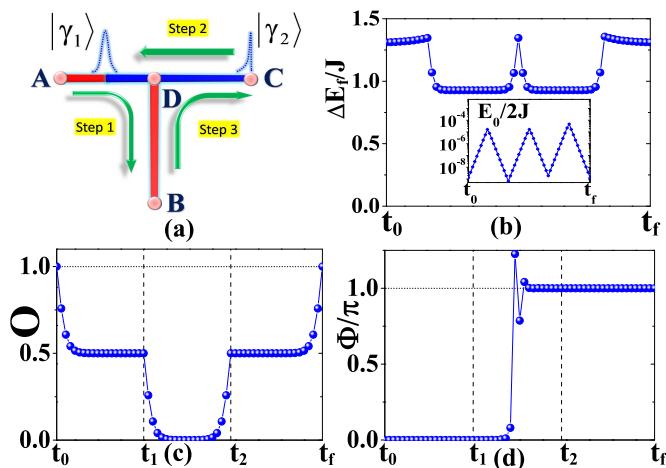 |γ₁⟩
Step 2
|γ₂⟩
A
D
C
Step 1
Step 3
B
(a)
ΔE_f/J
1.5
1.0
0.5
0.0
E₀/2J
10⁻⁴
10⁻⁶
10⁻⁸
t₀
t_f
t₀
(b)
t_f
O
1.0
0.5
0.0
t₀
t₁
(c)
t₂
t_f
Φ/π
1.0
0.5
0.0
t₀
t₁
(d)
t₂
t_f